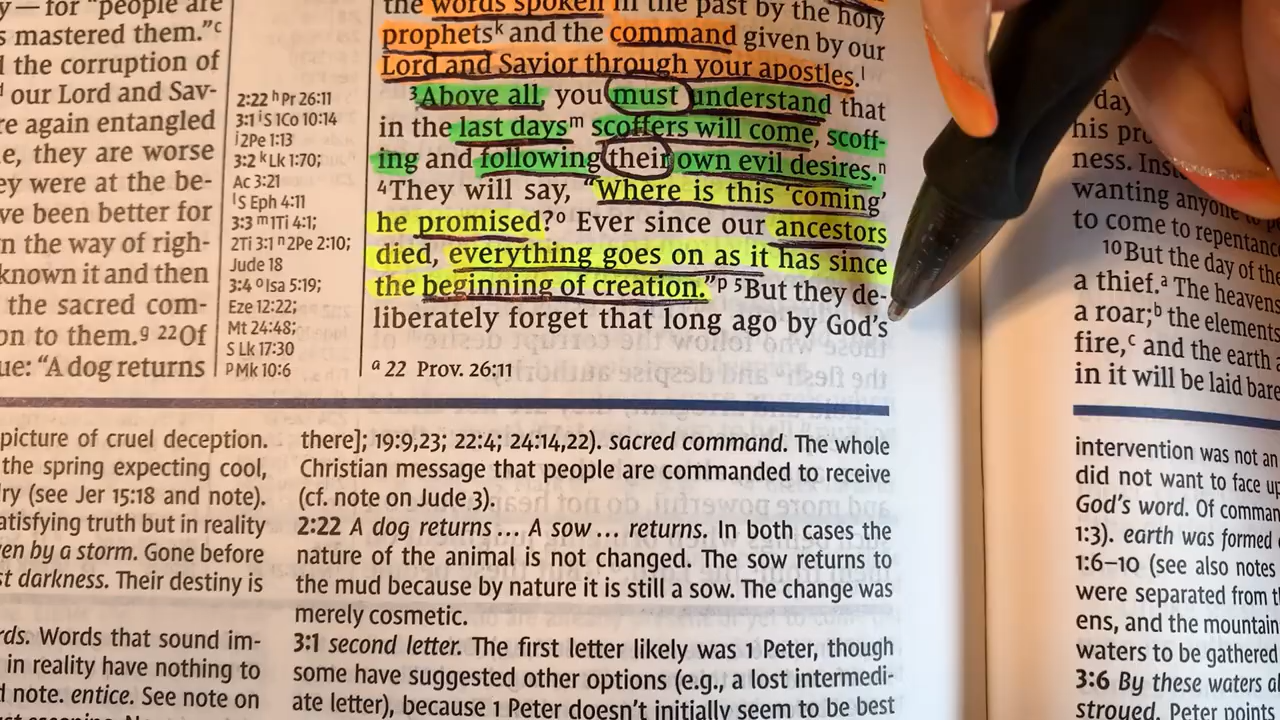 y—for "people are
s mastered them."ᶜ
the corruption of
our Lord and Sav-
re again entangled
e, they are worse
ey were at the be-
ve been better for
n the way of righ-
known it and then
the sacred com-
on to them.ᵍ ²²Of
ue: "A dog returns
2:22 ʰ Pr 26:11
3:1 ⁱ S 1Co 10:14
ʲ 2Pe 1:13
3:2 ᵏ Lk 1:70;
Ac 3:21
ˡ S Eph 4:11
3:3 ᵐ 1Ti 4:1;
2Ti 3:1 ⁿ 2Pe 2:10;
Jude 18
3:4 ᵒ Isa 5:19;
Eze 12:22;
Mt 24:48;
S Lk 17:30
ᵖ Mk 10:6
the words spoken in the past by the holy
prophetsᵏ and the command given by our
Lord and Savior through your apostles.ˡ
³Above all, you must understand that
in the last daysᵐ scoffers will come, scoff-
ing and following their own evil desires.ⁿ
⁴They will say, "Where is this 'coming'
he promised?ᵒ Ever since our ancestors
died, everything goes on as it has since
the beginning of creation."ᵖ ⁵But they de-
liberately forget that long ago by God's
ᵃ 22 Prov. 26:11
day
his pro
ness. Inst
wanting anyone to p
to come to repentanc
¹⁰But the day of the
a thief.ᵃ The heavens
a roar;ᵇ the elements
fire,ᶜ and the earth a
in it will be laid bare
picture of cruel deception.
the spring expecting cool,
ry (see Jer 15:18 and note).
atisfying truth but in reality
en by a storm. Gone before
st darkness. Their destiny is
rds. Words that sound im-
in reality have nothing to
note. entice. See note on
there]; 19:9,23; 22:4; 24:14,22). sacred command. The whole
Christian message that people are commanded to receive
(cf. note on Jude 3).
2:22 A dog returns… A sow … returns. In both cases the
nature of the animal is not changed. The sow returns to
the mud because by nature it is still a sow. The change was
merely cosmetic.
3:1 second letter. The first letter likely was 1 Peter, though
some have suggested other options (e.g., a lost intermedi-
ate letter), because 1 Peter doesn't initially seem to be best
intervention was not an
did not want to face up
God's word. Of comman
1:3). earth was formed
1:6–10 (see also notes
were separated from t
ens, and the mountain
waters to be gathered
3:6 By these waters al
stroyed. Peter points